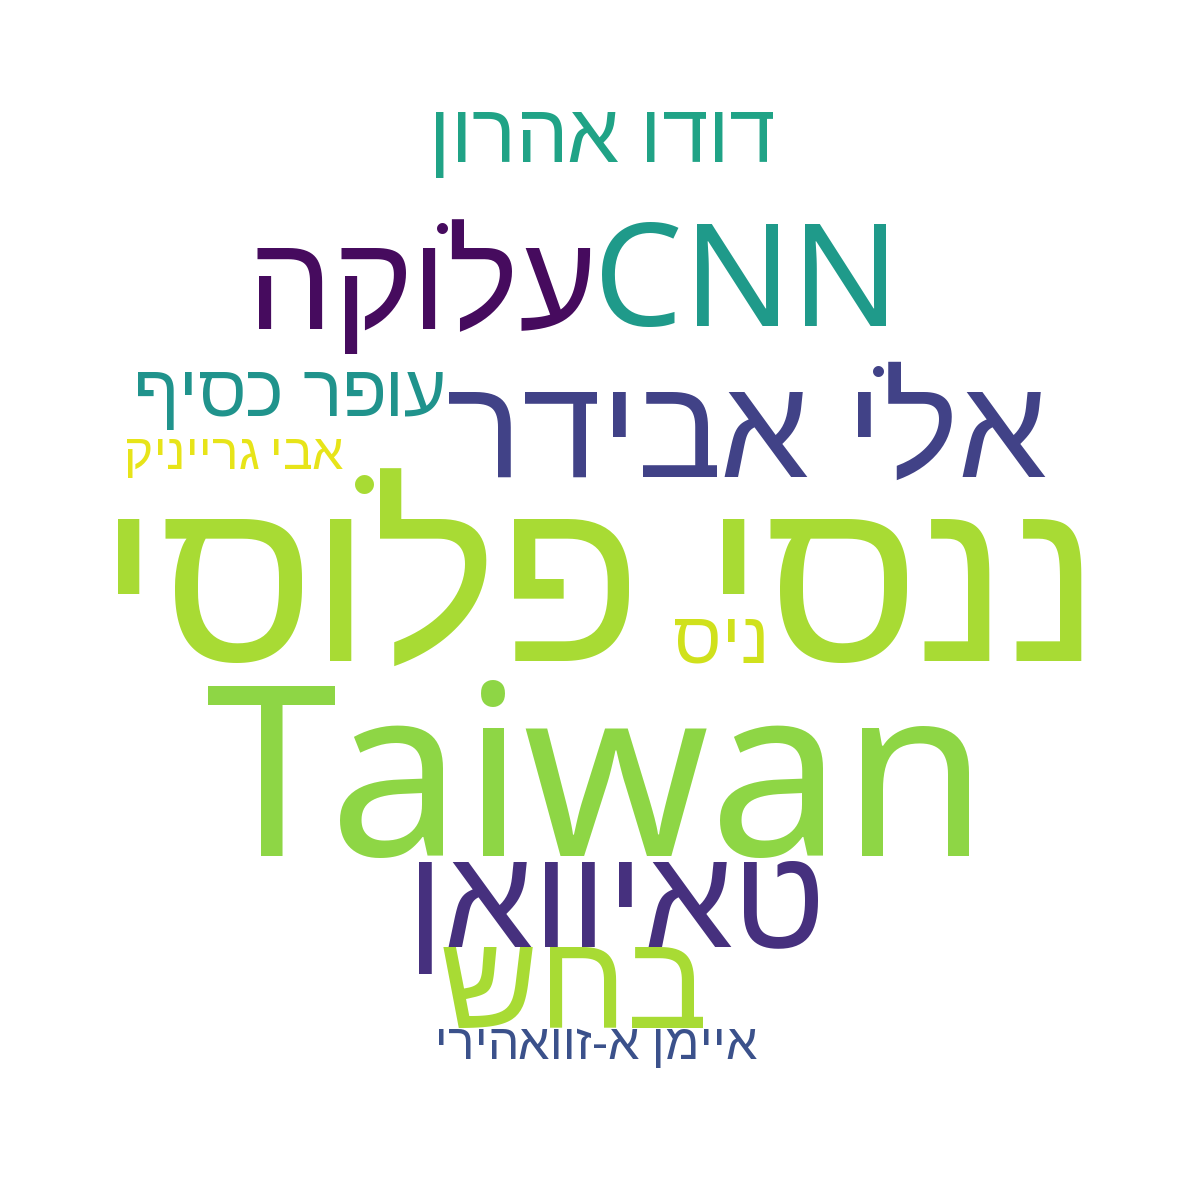 דודו אהרון
עלוקה CNN
עופר כסיף
אלי אבידר
אבי גרייניק
ננסי פלוסי
ניס
Taiwan
טאיוואן
בחש
איימן א-זוואהירי